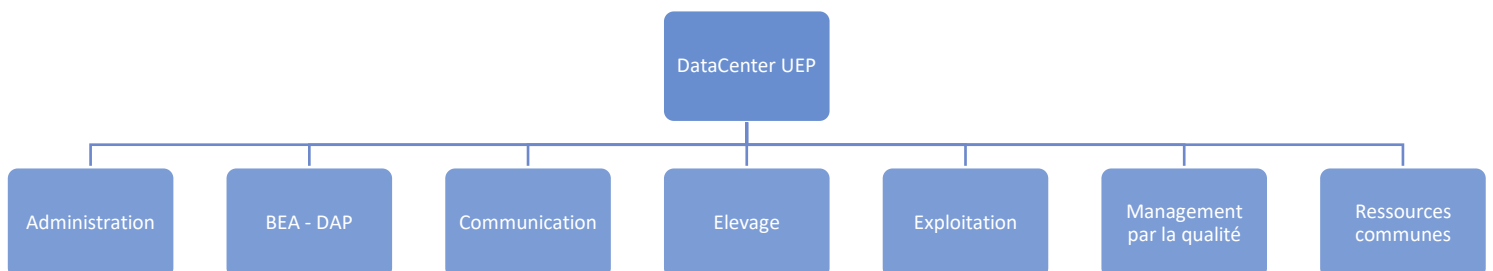 DataCenter UEP
Administration
BEA - DAP
Communication
Elevage
Exploitation
Management
par la qualité
Ressources
communes